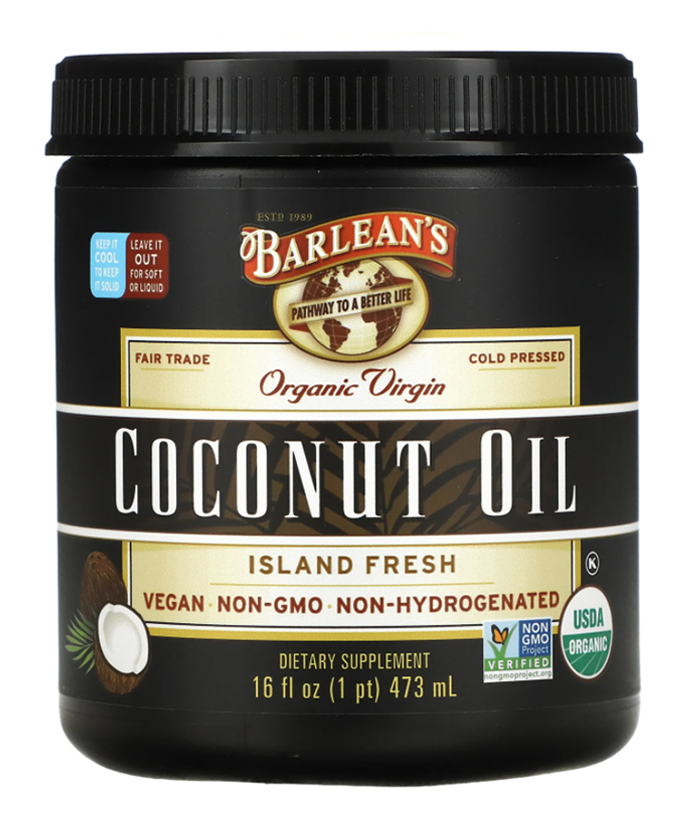 ESTD 1989
BARLEAN'S
PATHWAY TO A BETTER LIFE
KEEP IT
COOL
TO KEEP
IT SOLID
LEAVE IT
OUT
FOR SOFT
OR LIQUID
FAIR TRADE
COLD PRESSED
Organic Virgin
COCONUT OIL
ISLAND FRESH
K
VEGAN · NON-GMO · NON-HYDROGENATED
NON
GMO
Project
VERIFIED
nongmoproject.org
USDA
ORGANIC
DIETARY SUPPLEMENT
16 fl oz (1 pt) 473 mL